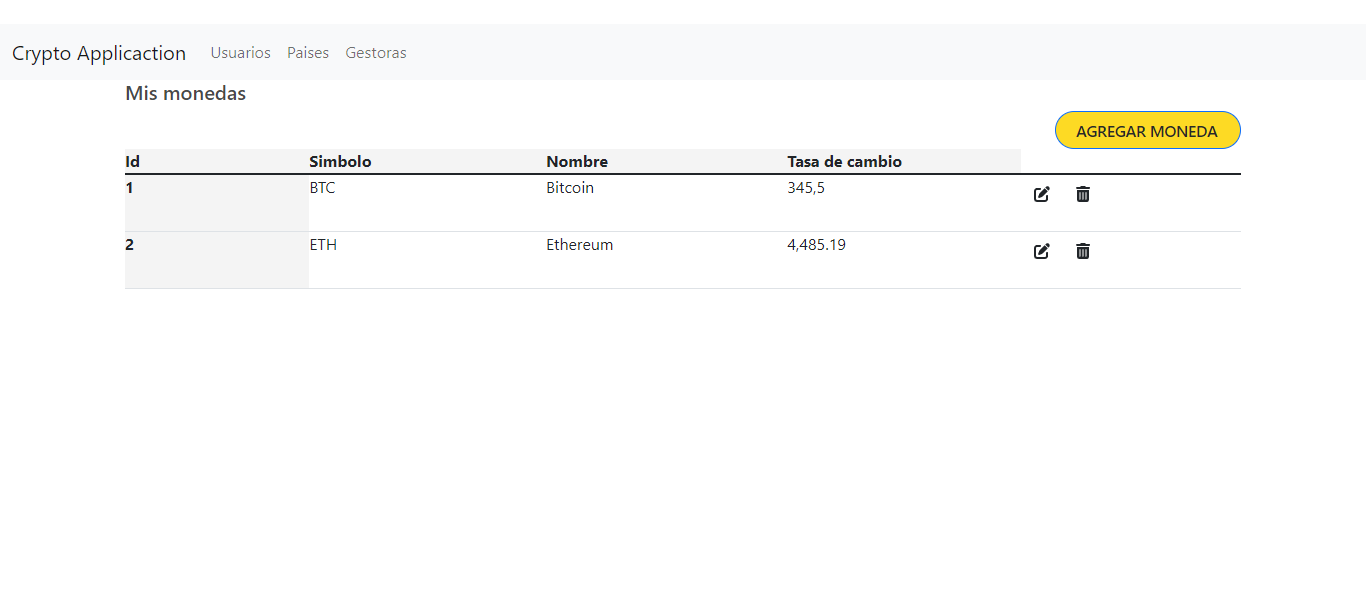 Crypto Applicaction Usuarios Paises Gestoras
Mis monedas
AGREGAR MONEDA
Id Simbolo Nombre Tasa de cambio
1 BTC Bitcoin 345,5
2 ETH Ethereum 4,485.19